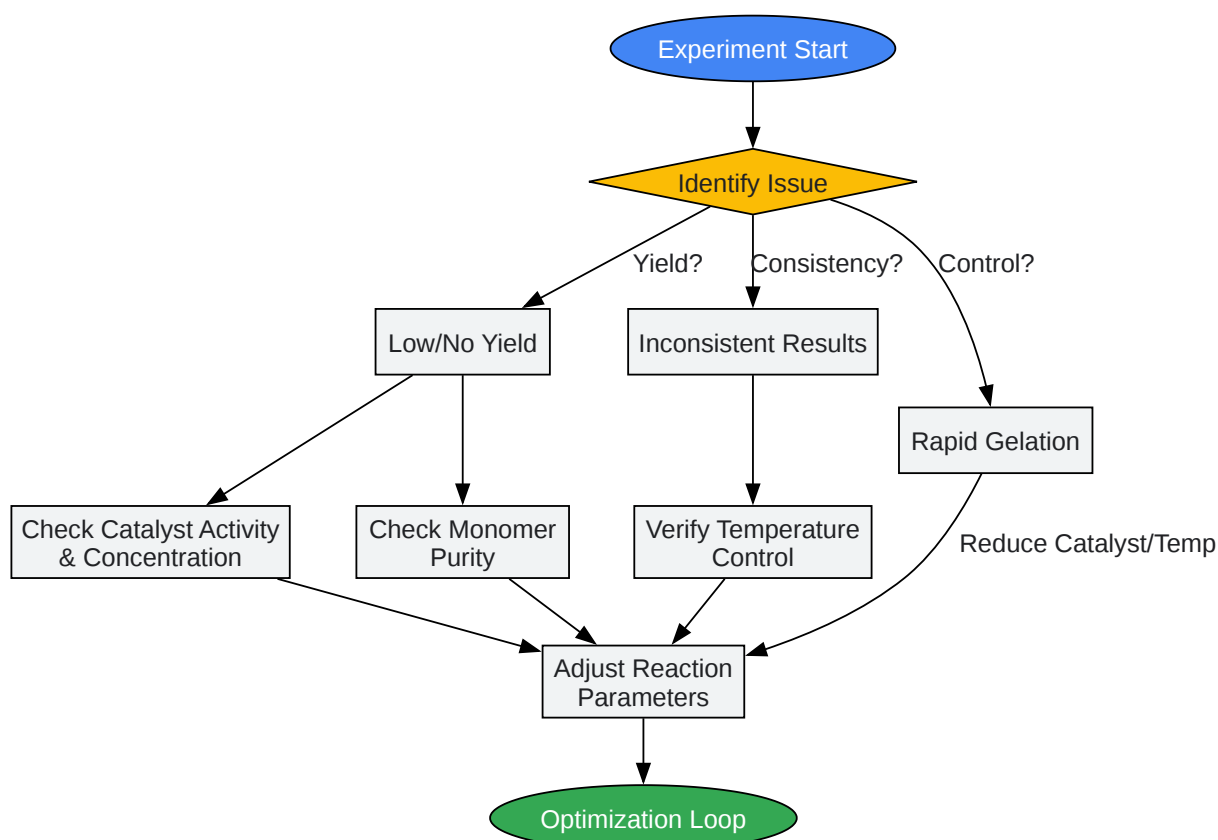 Experiment Start
Identify Issue
Yield?
Consistency?
Control?
Low/No Yield
Inconsistent Results
Rapid Gelation
Check Catalyst Activity
& Concentration
Check Monomer
Purity
Verify Temperature
Control
Reduce Catalyst/Temp
Adjust Reaction
Parameters
Optimization Loop